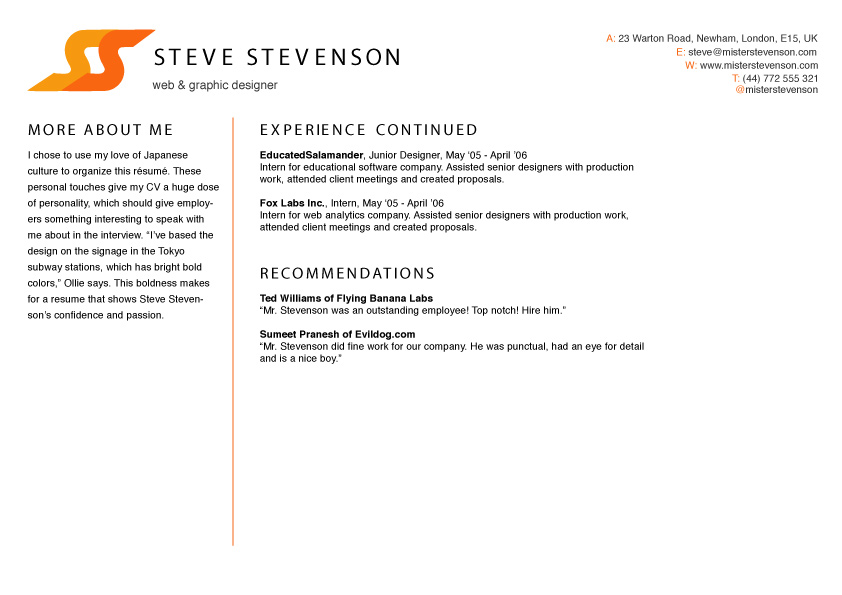 STEVE STEVENSON
web & graphic designer
A: 23 Warton Road, Newham, London, E15, UK
E: steve@misterstevenson.com
W: www.misterstevenson.com
T: (44) 772 555 321
@misterstevenson
MORE ABOUT ME
I chose to use my love of Japanese
culture to organize this résumé. These
personal touches give my CV a huge dose
of personality, which should give employ-
ers something interesting to speak with
me about in the interview. “I’ve based the
design on the signage in the Tokyo
subway stations, which has bright bold
colors,” Ollie says. This boldness makes
for a resume that shows Steve Steven-
son’s confidence and passion.
EXPERIENCE CONTINUED
EducatedSalamander, Junior Designer, May ‘05 - April ’06
Intern for educational software company. Assisted senior designers with production
work, attended client meetings and created proposals.
Fox Labs Inc., Intern, May ‘05 - April ’06
Intern for web analytics company. Assisted senior designers with production work,
attended client meetings and created proposals.
RECOMMENDATIONS
Ted Williams of Flying Banana Labs
“Mr. Stevenson was an outstanding employee! Top notch! Hire him.”
Sumeet Pranesh of Evildog.com
“Mr. Stevenson did fine work for our company. He was punctual, had an eye for detail
and is a nice boy.”